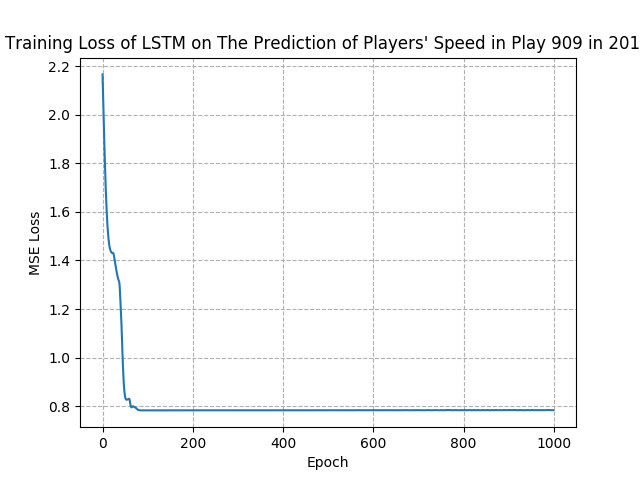 Training Loss of LSTM on The Prediction of Players' Speed in Play 909 in 201
2.2
2.0
1.8
1.6
1.4
1.2
1.0
0.8
MSE Loss
0 200 400 600 800 1000
Epoch